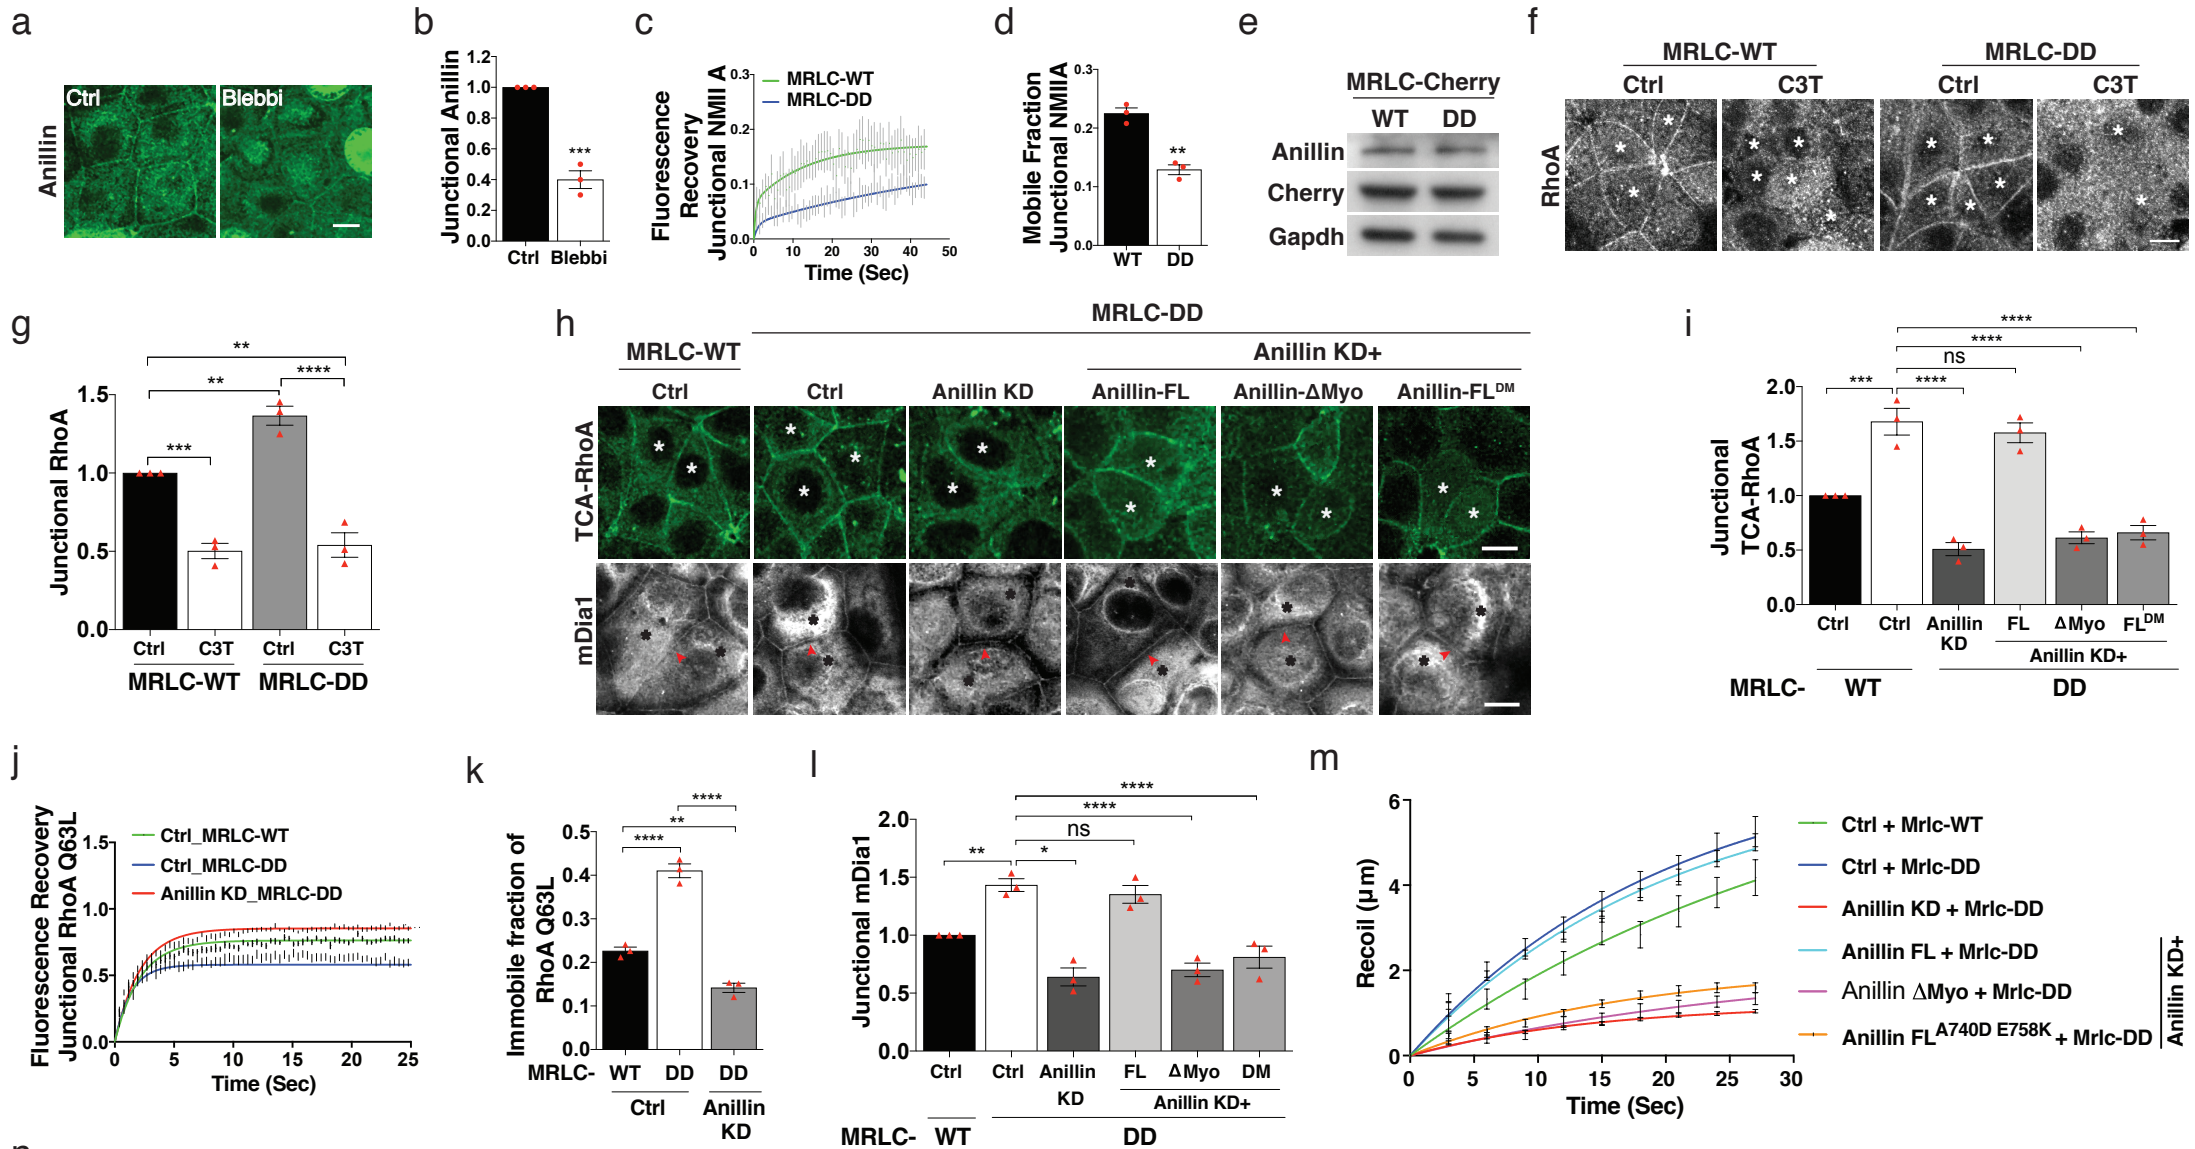 a
Ctrl
Blebbi
Anillin
b
Junctional Anillin
1.2
1.0
0.8
0.6
0.4
0.2
0.0
***
Ctrl Blebbi
c
Fluorescence
Recovery
Junctional NMII A
0.3
0.2
0.1
0.0
MRLC-WT
MRLC-DD
0 10 20 30 40 50
Time (Sec)
d
Mobile Fraction
Junctional NMIIA
0.3
0.2
0.1
0.0
**
WT DD
e
MRLC-Cherry
WT DD
Anillin
Cherry
Gapdh
f
MRLC-WT MRLC-DD
Ctrl C3T Ctrl C3T
RhoA
* * * * * * * * * * * * * * * *
g
Junctional RhoA
1.5
1.0
0.5
0.0
**
** ****
***
Ctrl C3T Ctrl C3T
MRLC-WT MRLC-DD
h
MRLC-DD
MRLC-WT Anillin KD+
Ctrl Ctrl Anillin KD Anillin-FL Anillin-ΔMyo Anillin-FLDM
TCA-RhoA
* * * * * * * * * * * * *
mDia1
* * * * * * * * * * * *
i
Junctional
TCA-RhoA
2.0
1.5
1.0
0.5
0.0
****
****
ns
*** ****
Ctrl Ctrl Anillin KD FL ΔMyo FLDM
Anillin KD+
MRLC- WT DD
j
Fluorescence Recovery
Junctional RhoA Q63L
1.5
1.0
0.5
0.0
Ctrl_MRLC-WT
Ctrl_MRLC-DD
Anillin KD_MRLC-DD
0 5 10 15 20 25
Time (Sec)
k
Immobile fraction of
RhoA Q63L
0.5
0.4
0.3
0.2
0.1
0.0
****
**
****
MRLC- WT DD DD
Ctrl Anillin
KD
l
Junctional mDia1
2.0
1.5
1.0
0.5
0.0
****
****
ns
** *
Ctrl Ctrl Anillin FL ΔMyo DM
KD Anillin KD+
MRLC- WT DD
m
Recoil (μm)
6
4
2
0
0 5 10 15 20 25 30
Time (Sec)
Ctrl + Mrlc-WT
Ctrl + Mrlc-DD
Anillin KD + Mrlc-DD
Anillin FL + Mrlc-DD
Anillin ΔMyo + Mrlc-DD
Anillin FLA740D E758K + Mrlc-DD
Anillin KD+